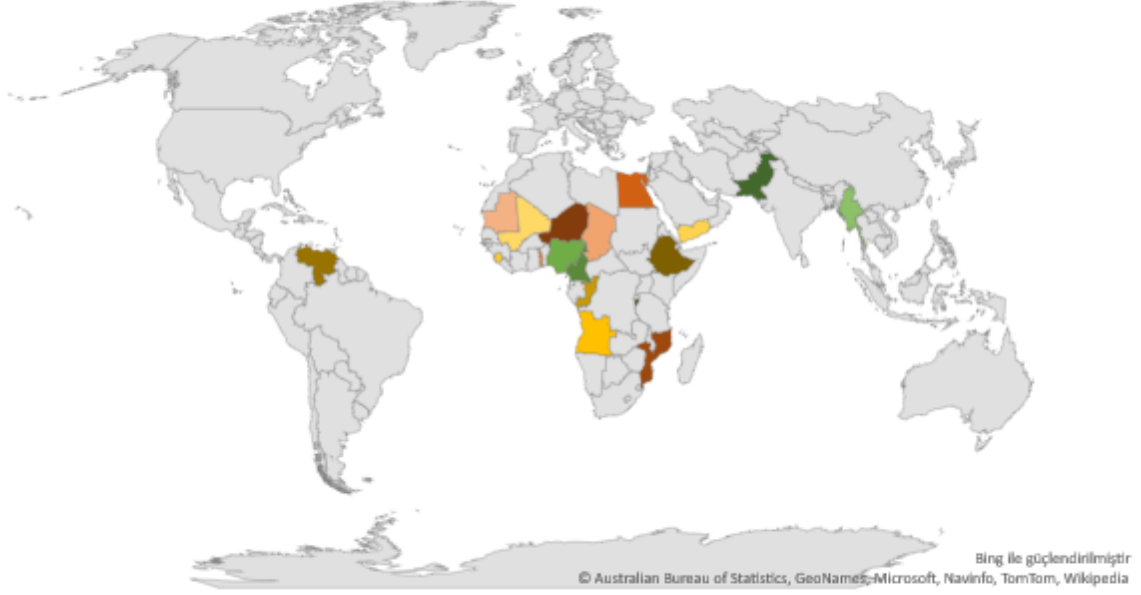 Bing ile güçlendirilmiştir
© Australian Bureau of Statistics, GeoNames, Microsoft, Navinfo, TomTom, Wikipedia